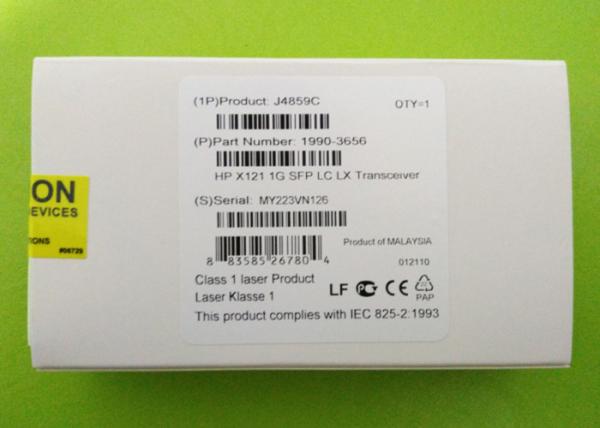 (1P)Product: J4859C
QTY=1
(P)Part Number: 1990-3656
HP X121 1G SFP LC LX Transceiver
(S)Serial: MY223VN126
8 83585 26780 4
Product of MALAYSIA
012110
Class 1 laser Product
Laser Klasse 1
LF PG CE PAP
This product complies with IEC 825-2:1993
ON
EVICES
IONS
#06729